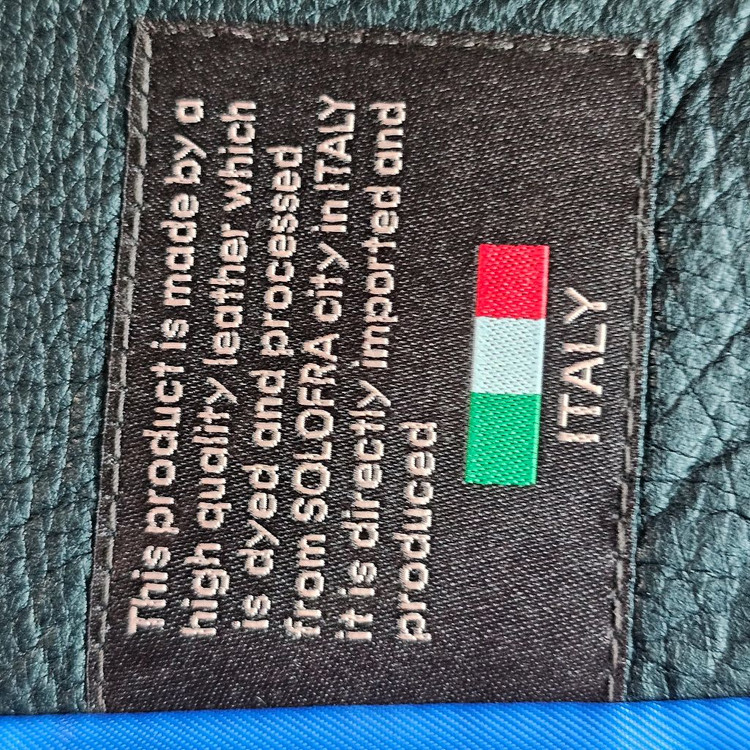 This product is made by a
high quality leather which
is dyed and processed
from SOLOFRA city in ITALY
it is directly imported and
produced
ITALY